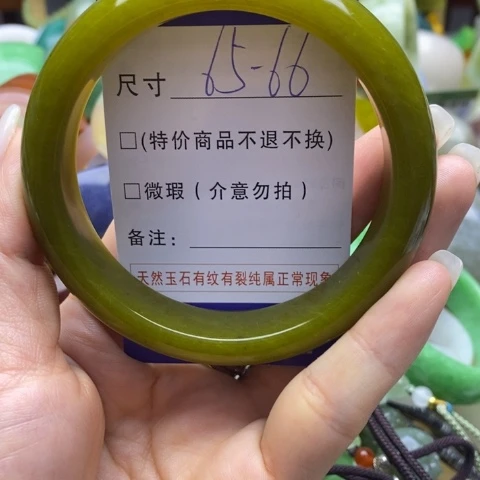 尺寸 65-66
□(特价商品不退不换)
□微瑕(介意勿拍)
备注：
天然玉石有纹有裂纯属正常现象